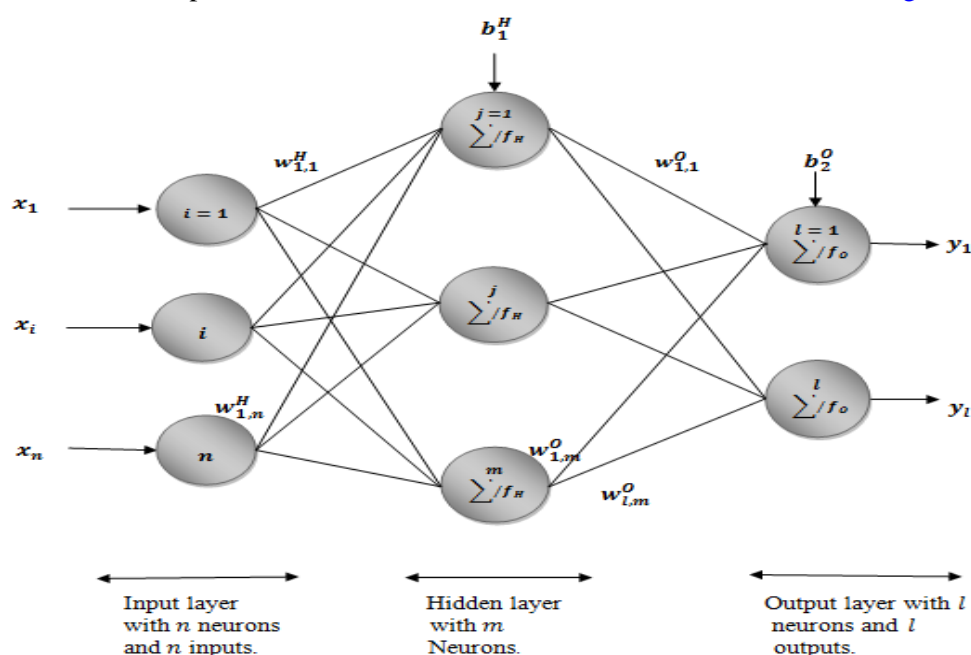 b₁ᴴ
j=1
∑/f_H
w₁,₁ᴴ
w₁,₁ᴼ
b₂ᴼ
x₁
i = 1
l = 1
∑/f_O
y₁
j
∑/f_H
xᵢ
i
l
∑/f_O
yₗ
w₁,ₙᴴ
xₙ
n
m
∑/f_H
w₁,ₘᴼ
wₗ,ₘᴼ
Input layer
with n neurons
and n inputs.
Hidden layer
with m
Neurons.
Output layer with l
neurons and l
outputs.